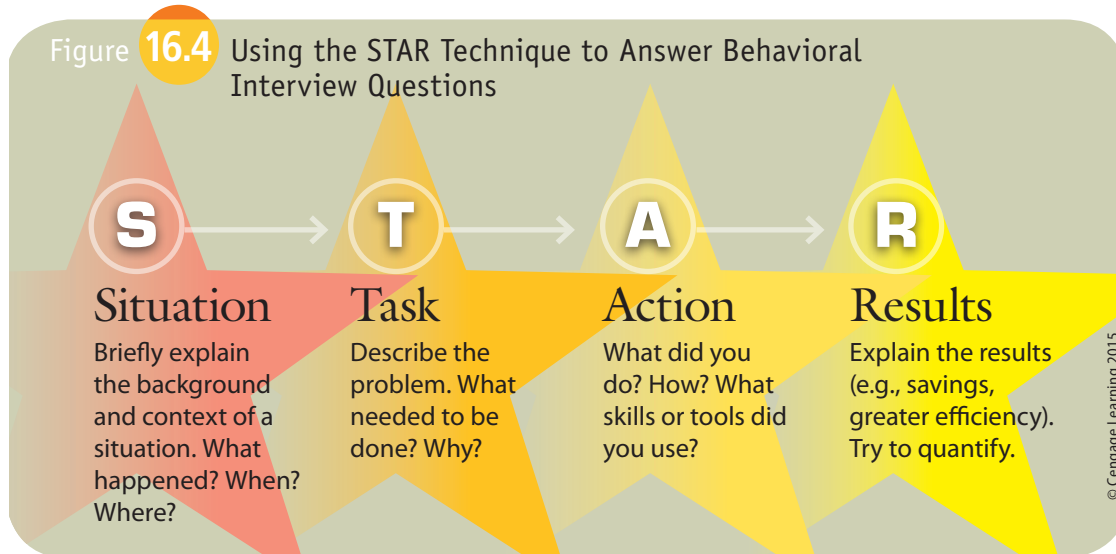 Figure 16.4 Using the STAR Technique to Answer Behavioral
Interview Questions
S
Situation
Briefly explain
the background
and context of a
situation. What
happened? When?
Where?
T
Task
Describe the
problem. What
needed to be
done? Why?
A
Action
What did you
do? How? What
skills or tools did
you use?
R
Results
Explain the results
(e.g., savings,
greater efficiency).
Try to quantify.
© Cengage Learning 2015